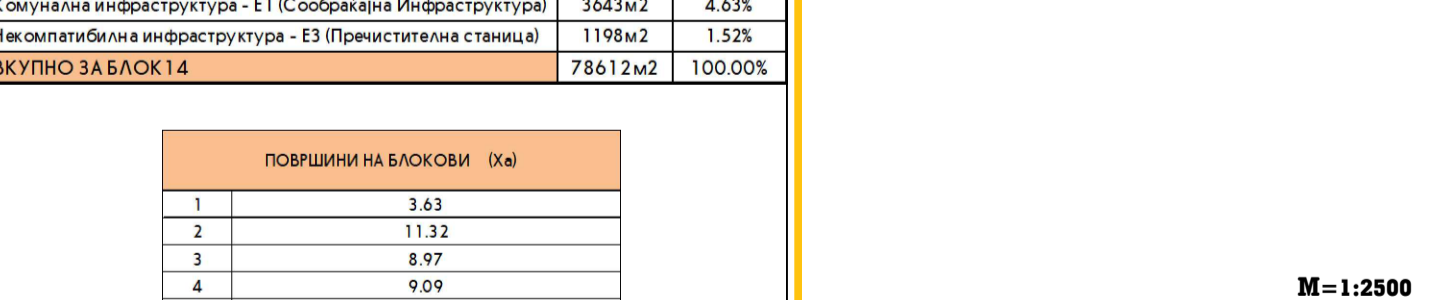 Комунална инфраструктура - Е1 (Сообраќајна Инфраструктура) 3643м2 4.63%
Некомпатибилна инфраструктура - Е3 (Пречистителна станица) 1198м2 1.52%
ВКУПНО ЗА БЛОК14 78612м2 100.00%
ПОВРШИНИ НА БЛОКОВИ (Ха)
1 3.63
2 11.32
3 8.97
4 9.09
М=1:2500